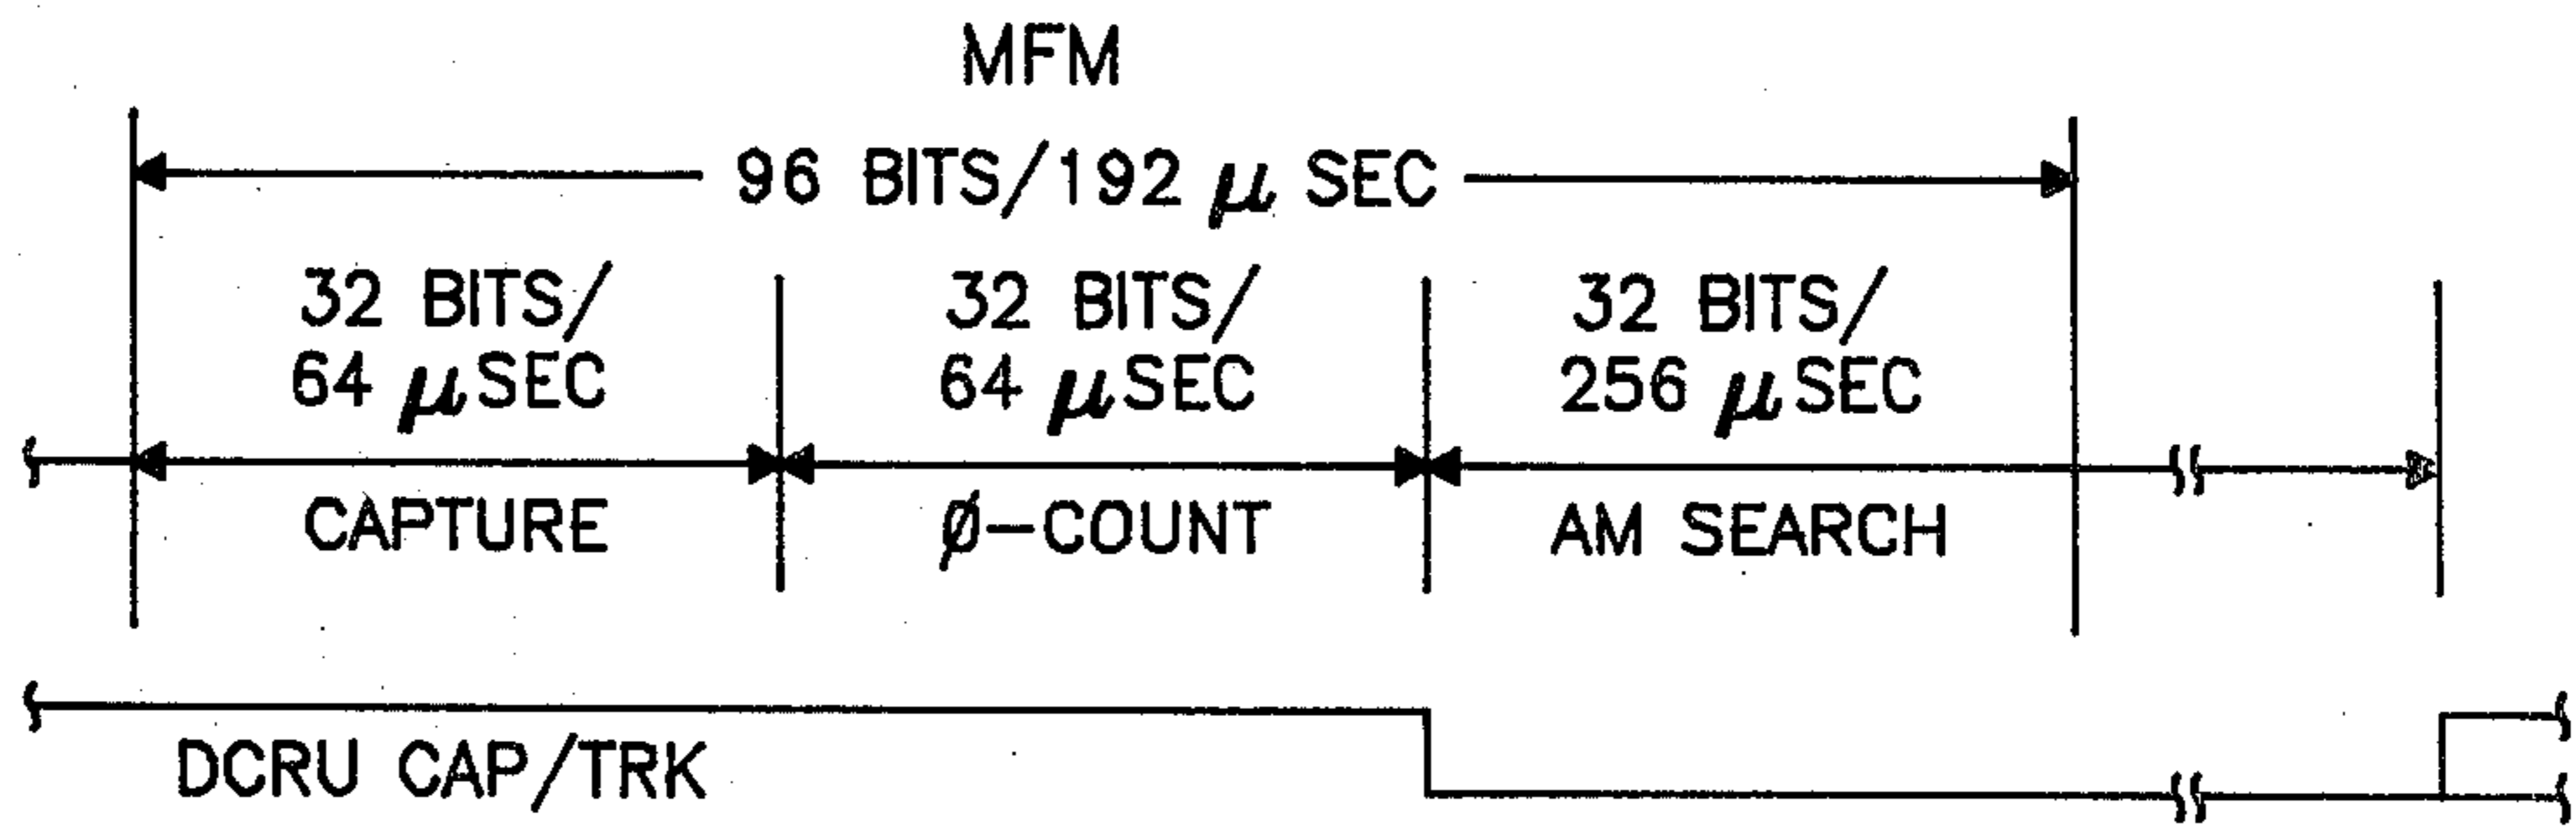 MFM
96 BITS/192 μ SEC
32 BITS/
64 μSEC
32 BITS/
64 μSEC
32 BITS/
256 μSEC
CAPTURE
Ø-COUNT
AM SEARCH
DCRU CAP/TRK